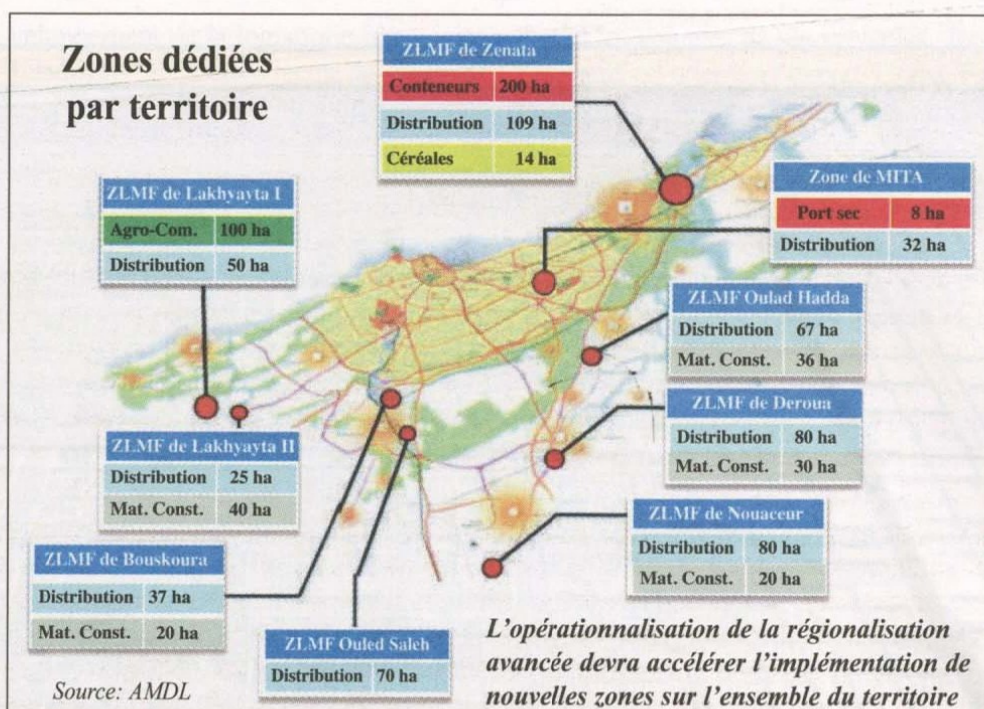 Zones dédiées
par territoire
ZLMF de Zenata
Conteneurs 200 ha
Distribution 109 ha
Céréales 14 ha
ZLMF de Lakhyayta I
Agro-Com. 100 ha
Distribution 50 ha
Zone de MITA
Port sec 8 ha
Distribution 32 ha
ZLMF Oulad Hadda
Distribution 67 ha
Mat. Const. 36 ha
ZLMF de Deroua
Distribution 80 ha
Mat. Const. 30 ha
ZLMF de Lakhyayta II
Distribution 25 ha
Mat. Const. 40 ha
ZLMF de Nouaceur
Distribution 80 ha
Mat. Const. 20 ha
ZLMF de Bouskoura
Distribution 37 ha
Mat. Const. 20 ha
ZLMF Ouled Saleh
Distribution 70 ha
L'opérationnalisation de la régionalisation
avancée devra accélérer l'implémentation de
nouvelles zones sur l'ensemble du territoire
Source: AMDL